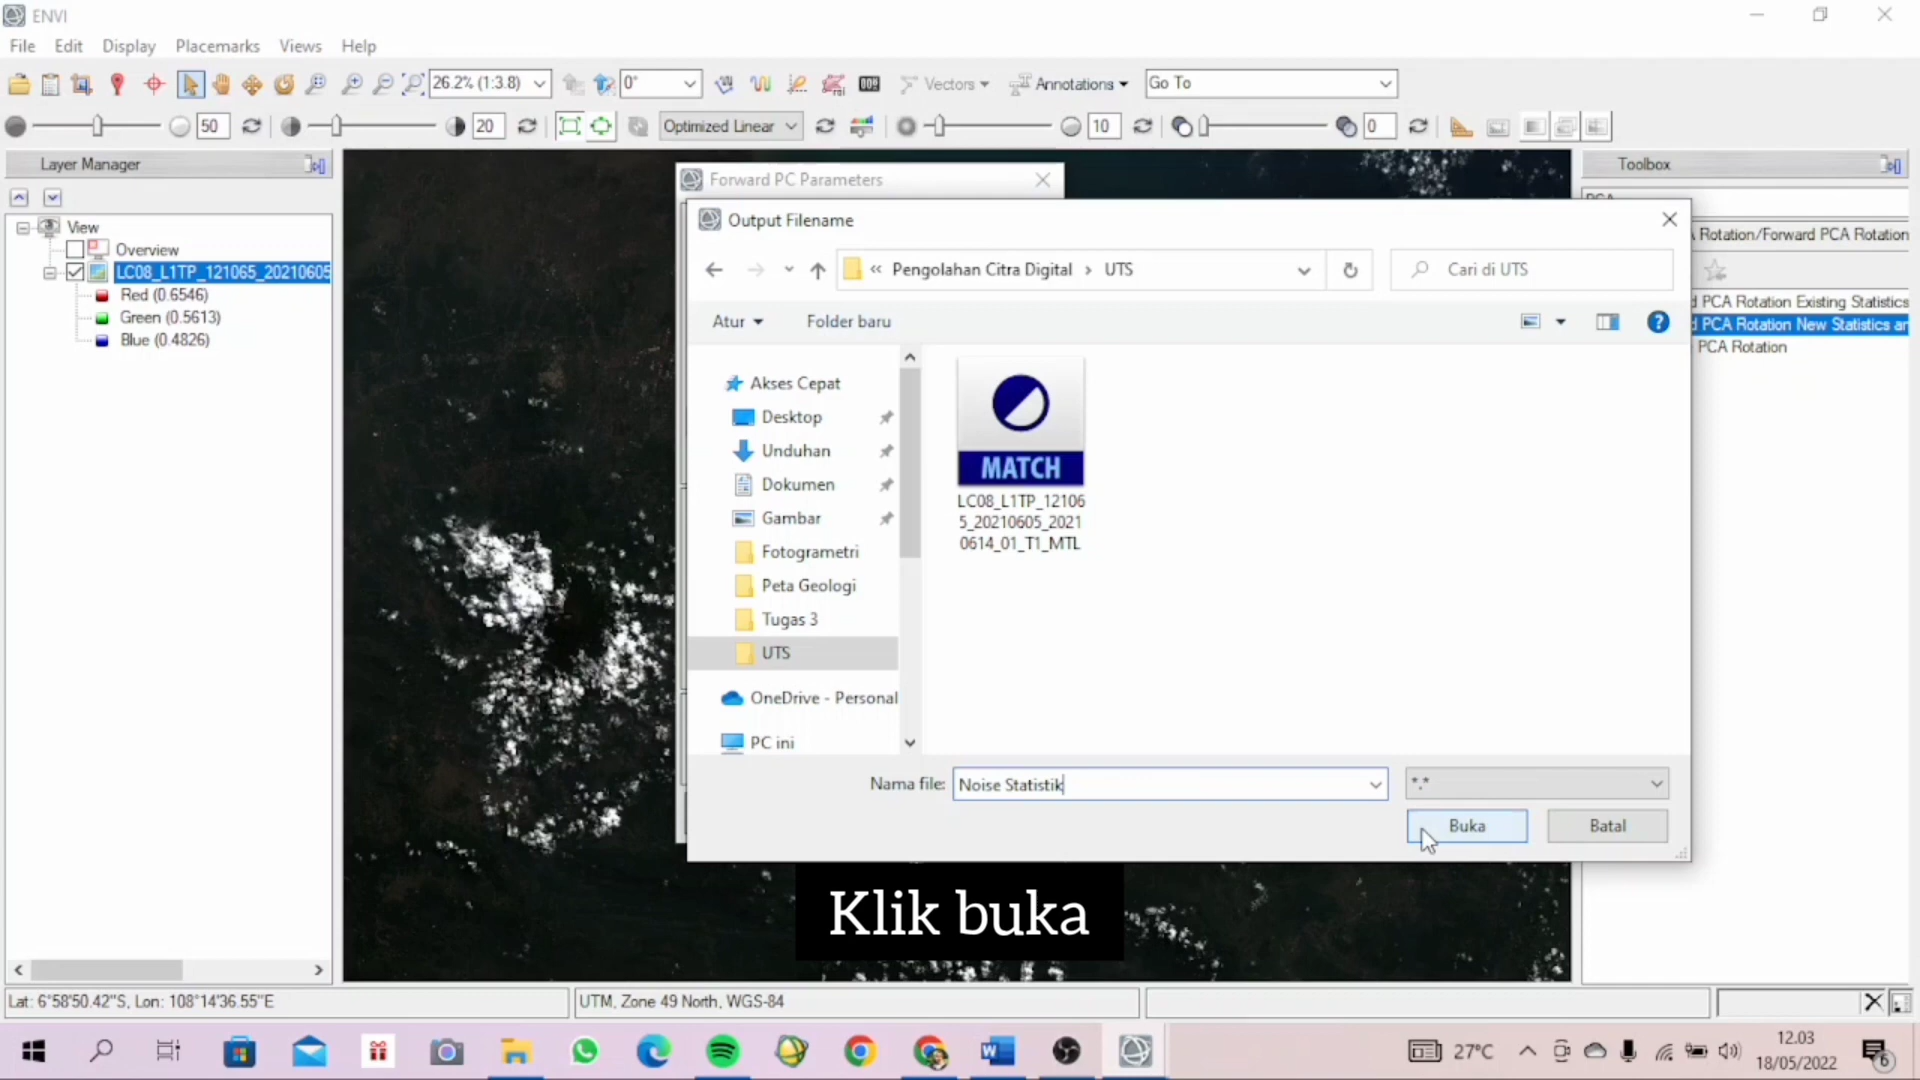 ENVI
File Edit Display Placemarks Views Help
26.2% (1:3.8) 0° Vectors Annotations Go To
50 20 Optimized Linear 10 0
Layer Manager
View
Overview
LC08_L1TP_121065_20210605
Red (0.6546)
Green (0.5613)
Blue (0.4826)
Forward PC Parameters
Output Filename
« Pengolahan Citra Digital › UTS
Cari di UTS
Atur Folder baru
Akses Cepat
Desktop
Unduhan
Dokumen
Gambar
Fotogrametri
Peta Geologi
Tugas 3
UTS
OneDrive - Personal
PC ini
MATCH
LC08_L1TP_12106
5_20210605_2021
0614_01_T1_MTL
Nama file: Noise Statistik
*.*
Buka Batal
Toolbox
Rotation/Forward PCA Rotation
PCA Rotation Existing Statistics
PCA Rotation New Statistics
PCA Rotation
Klik buka
Lat: 6°58'50.42"S, Lon: 108°14'36.55"E
UTM, Zone 49 North, WGS-84
27°C
12.03
18/05/2022
6